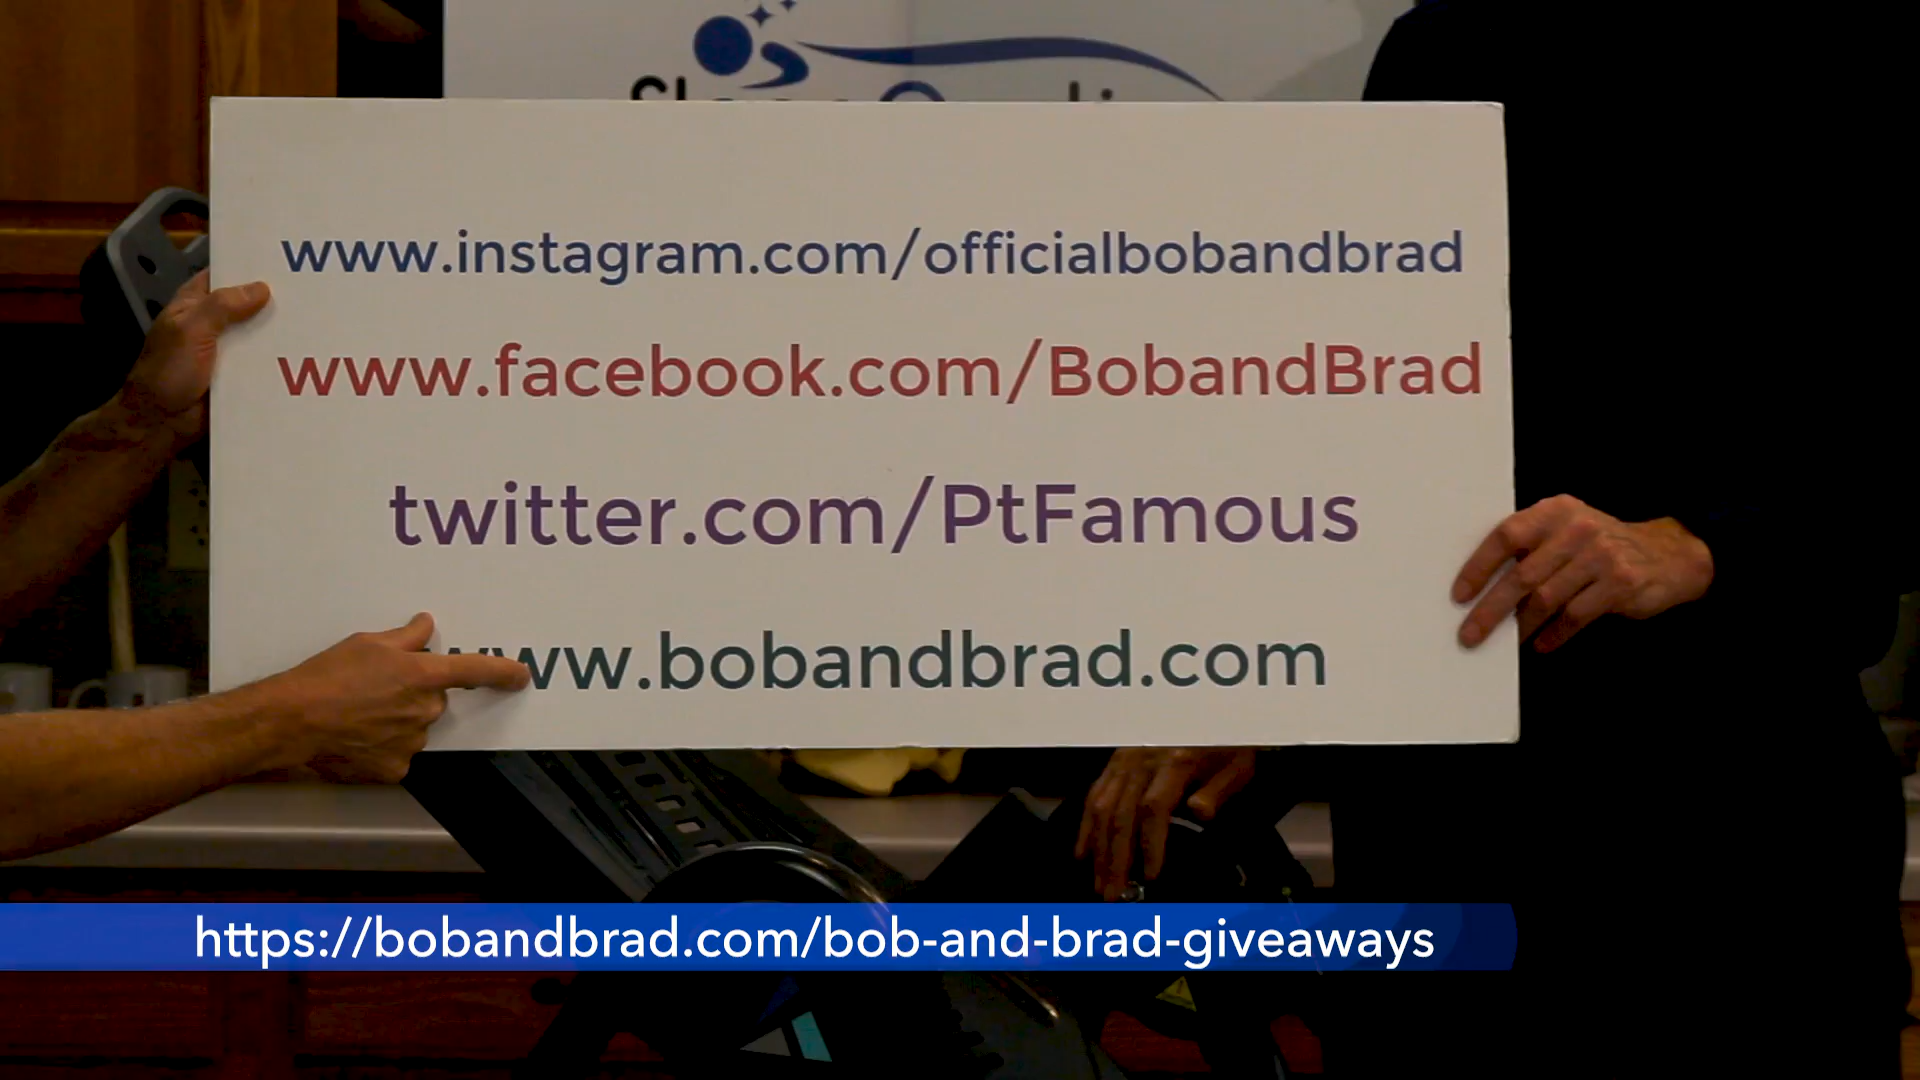 www.instagram.com/officialbobandbrad
www.facebook.com/BobandBrad
twitter.com/PtFamous
www.bobandbrad.com
https://bobandbrad.com/bob-and-brad-giveaways